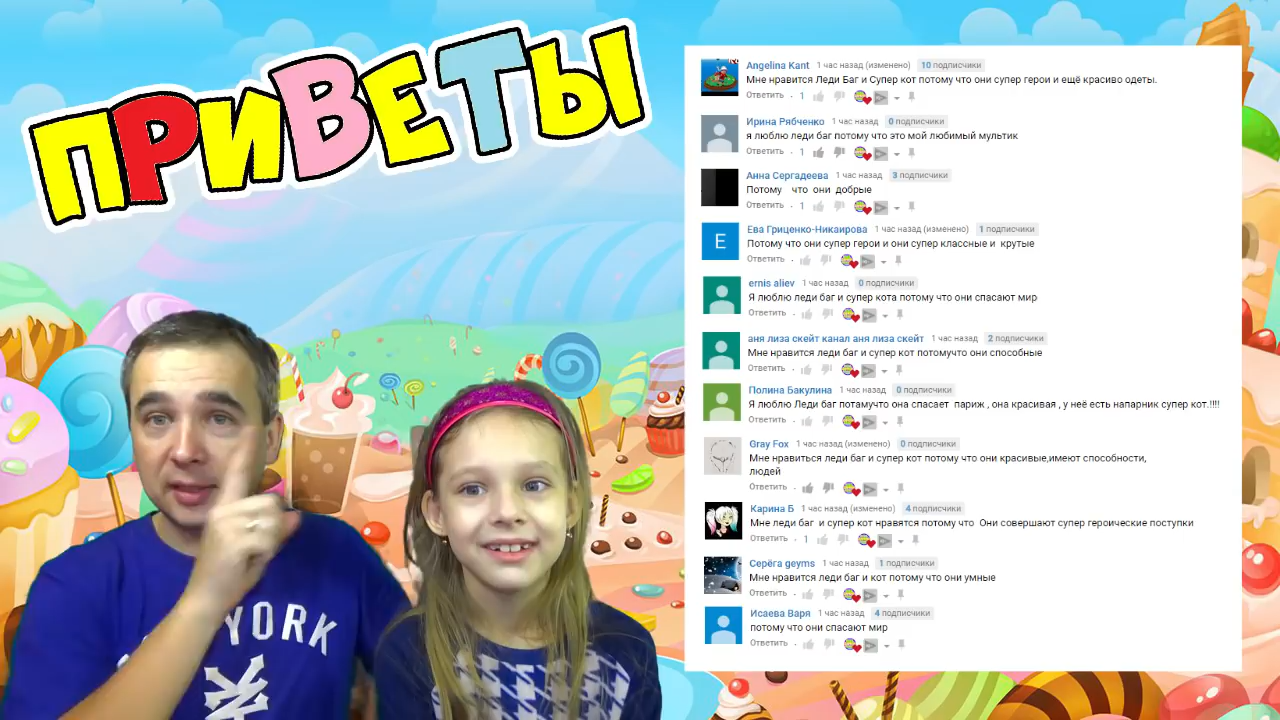 ПРИВЕТЫ
YORK
Angelina Kant 1 час назад (изменено) 10 подписчики
Мне нравится Леди Баг и Супер кот потому что они супер герои и ещё красиво одеты.
Ответить · 1
Ирина Рябченко 1 час назад 0 подписчики
я люблю леди баг потому что это мой любимый мультик
Ответить · 1
Анна Сергадеева 1 час назад 3 подписчики
Потому что они добрые
Ответить · 1
Ева Гриценко-Никаирова 1 час назад (изменено) 1 подписчики
Потому что они супер герои и они супер классные и крутые
Ответить ·
ernis aliev 1 час назад 0 подписчики
Я люблю леди баг и супер кота потому что они спасают мир
Ответить ·
аня лиза скейт канал аня лиза скейт 1 час назад 2 подписчики
Мне нравится леди баг и супер кот потомучто они способные
Ответить ·
Полина Бакулина 1 час назад 0 подписчики
Я люблю Леди баг потамучто она спасает париж , она красивая , у неё есть напарник супер кот.!!!!
Ответить ·
Gray Fox 1 час назад (изменено) 0 подписчики
Мне нравиться леди баг и супер кот потому что они красивые,имеют способности,
людей
Ответить ·
Карина Б 1 час назад (изменено) 4 подписчики
Мне леди баг и супер кот нравятся потому что Они совершают супер героические поступки
Ответить · 1
Серёга geyms 1 час назад 1 подписчики
Мне нравится леди баг и кот потому что они умные
Ответить ·
Исаева Варя 1 час назад 4 подписчики
потому что они спасают мир
Ответить ·
E